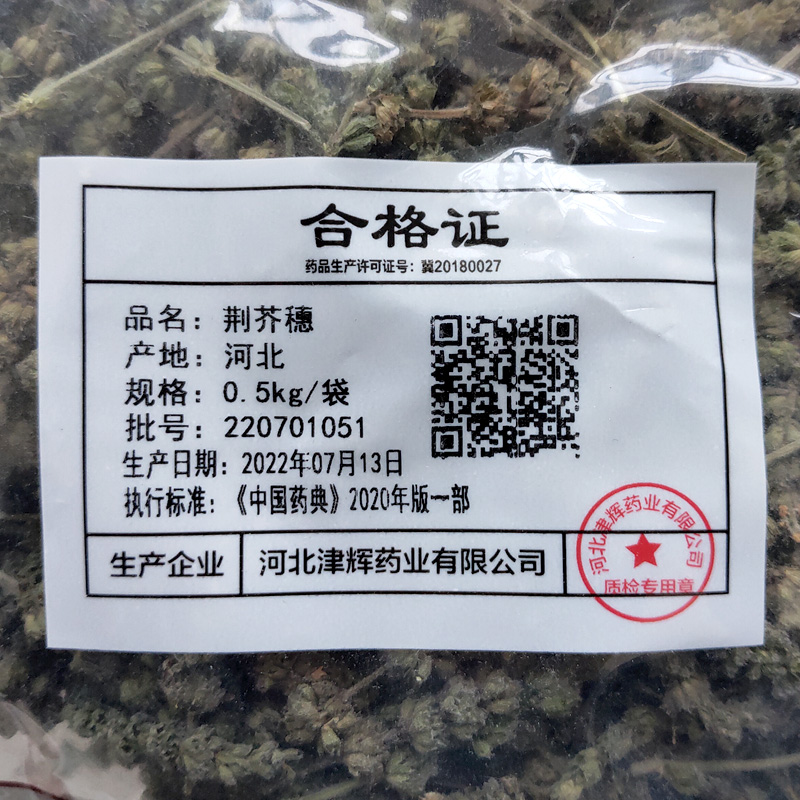 合格证
药品生产许可证号：冀20180027
品名：荆芥穗
产地：河北
规格：0.5kg/袋
批号：220701051
生产日期：2022年07月13日
执行标准：《中国药典》2020年版一部
生产企业 河北津辉药业有限公司
河北津辉药业有限公司
质检专用章